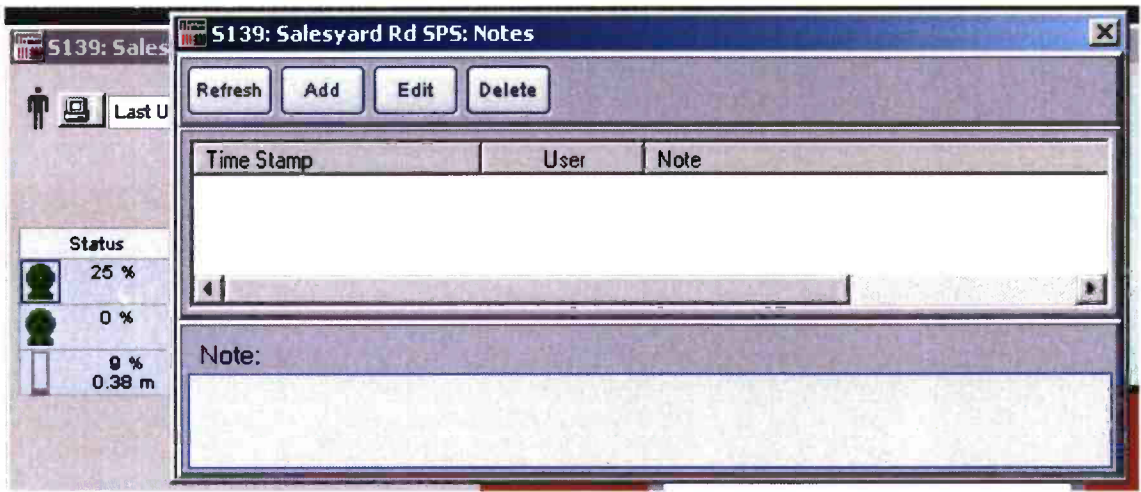 S139: Sales
S139: Salesyard Rd SPS: Notes
Refresh Add Edit Delete
Last U
Time Stamp User Note
Status
25 %
0 %
9 %
0.38 m
Note: